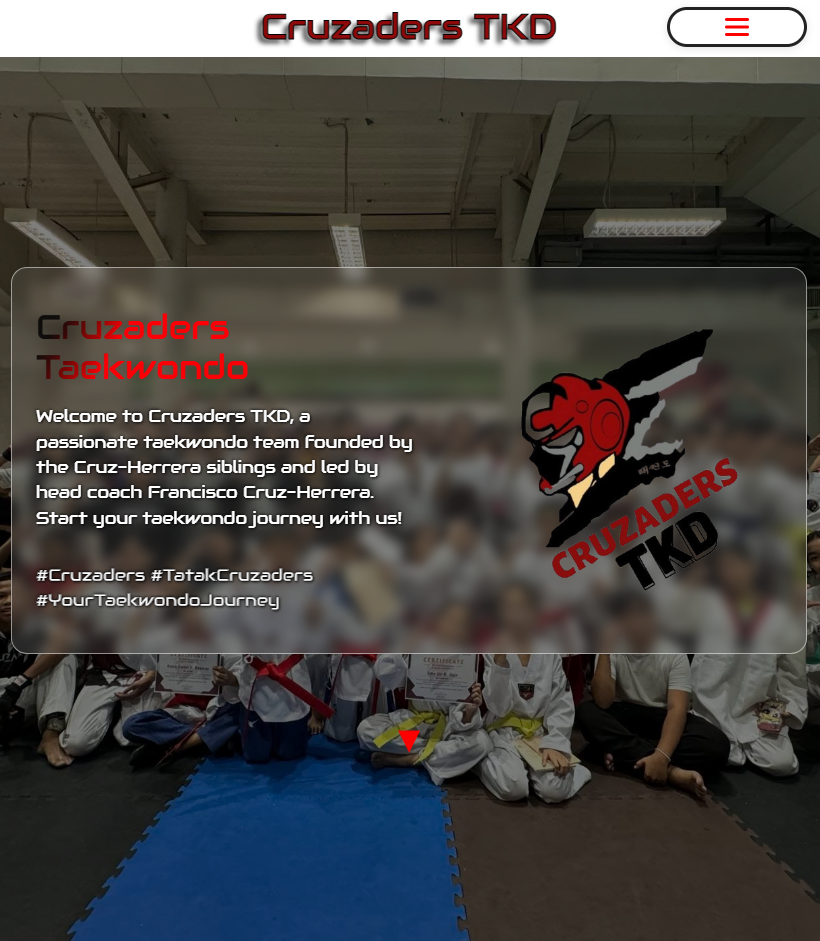 Cruzaders TKD
Cruzaders
Taekwondo
Welcome to Cruzaders TKD, a
passionate taekwondo team founded by
the Cruz-Herrera siblings and led by
head coach Francisco Cruz-Herrera.
Start your taekwondo journey with us!
#Cruzaders #TatakCruzaders
#YourTaekwondoJourney
태권도
CRUZADERS
TKD
CERTIFICATE
CERTIFICATE